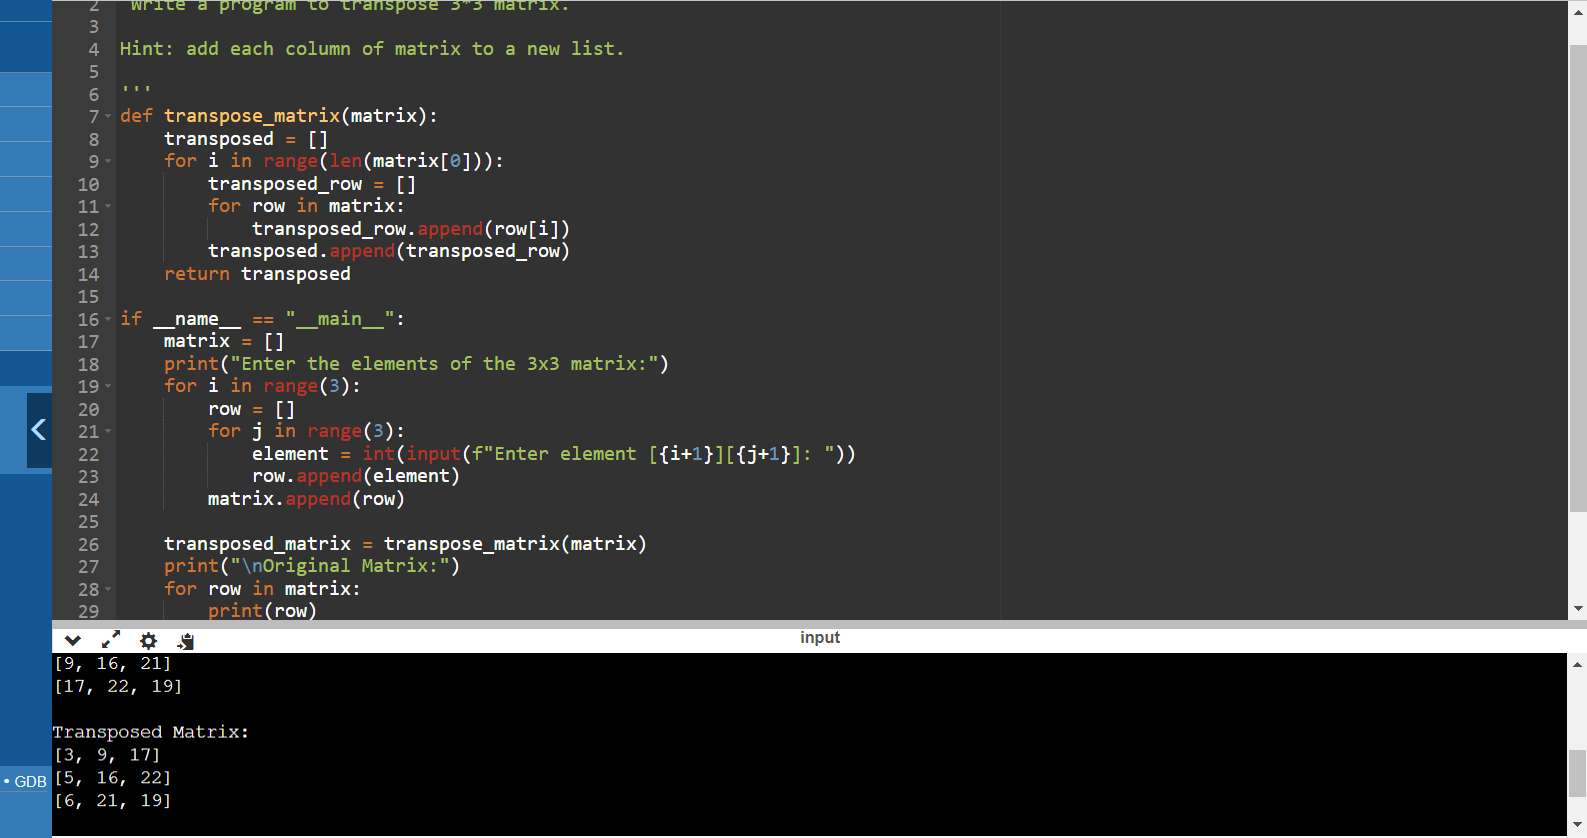 2 Write a program to transpose 3*3 matrix.
3
4 Hint: add each column of matrix to a new list.
5
6 '''
7 def transpose_matrix(matrix):
8     transposed = []
9     for i in range(len(matrix[0])):
10         transposed_row = []
11         for row in matrix:
12             transposed_row.append(row[i])
13         transposed.append(transposed_row)
14     return transposed
15
16 if __name__ == "__main__":
17     matrix = []
18     print("Enter the elements of the 3x3 matrix:")
19     for i in range(3):
20         row = []
21         for j in range(3):
22             element = int(input(f"Enter element [{i+1}][{j+1}]: "))
23             row.append(element)
24         matrix.append(row)
25
26     transposed_matrix = transpose_matrix(matrix)
27     print("\nOriginal Matrix:")
28     for row in matrix:
29         print(row)
input
[9, 16, 21]
[17, 22, 19]
Transposed Matrix:
[3, 9, 17]
[5, 16, 22]
[6, 21, 19]
• GDB